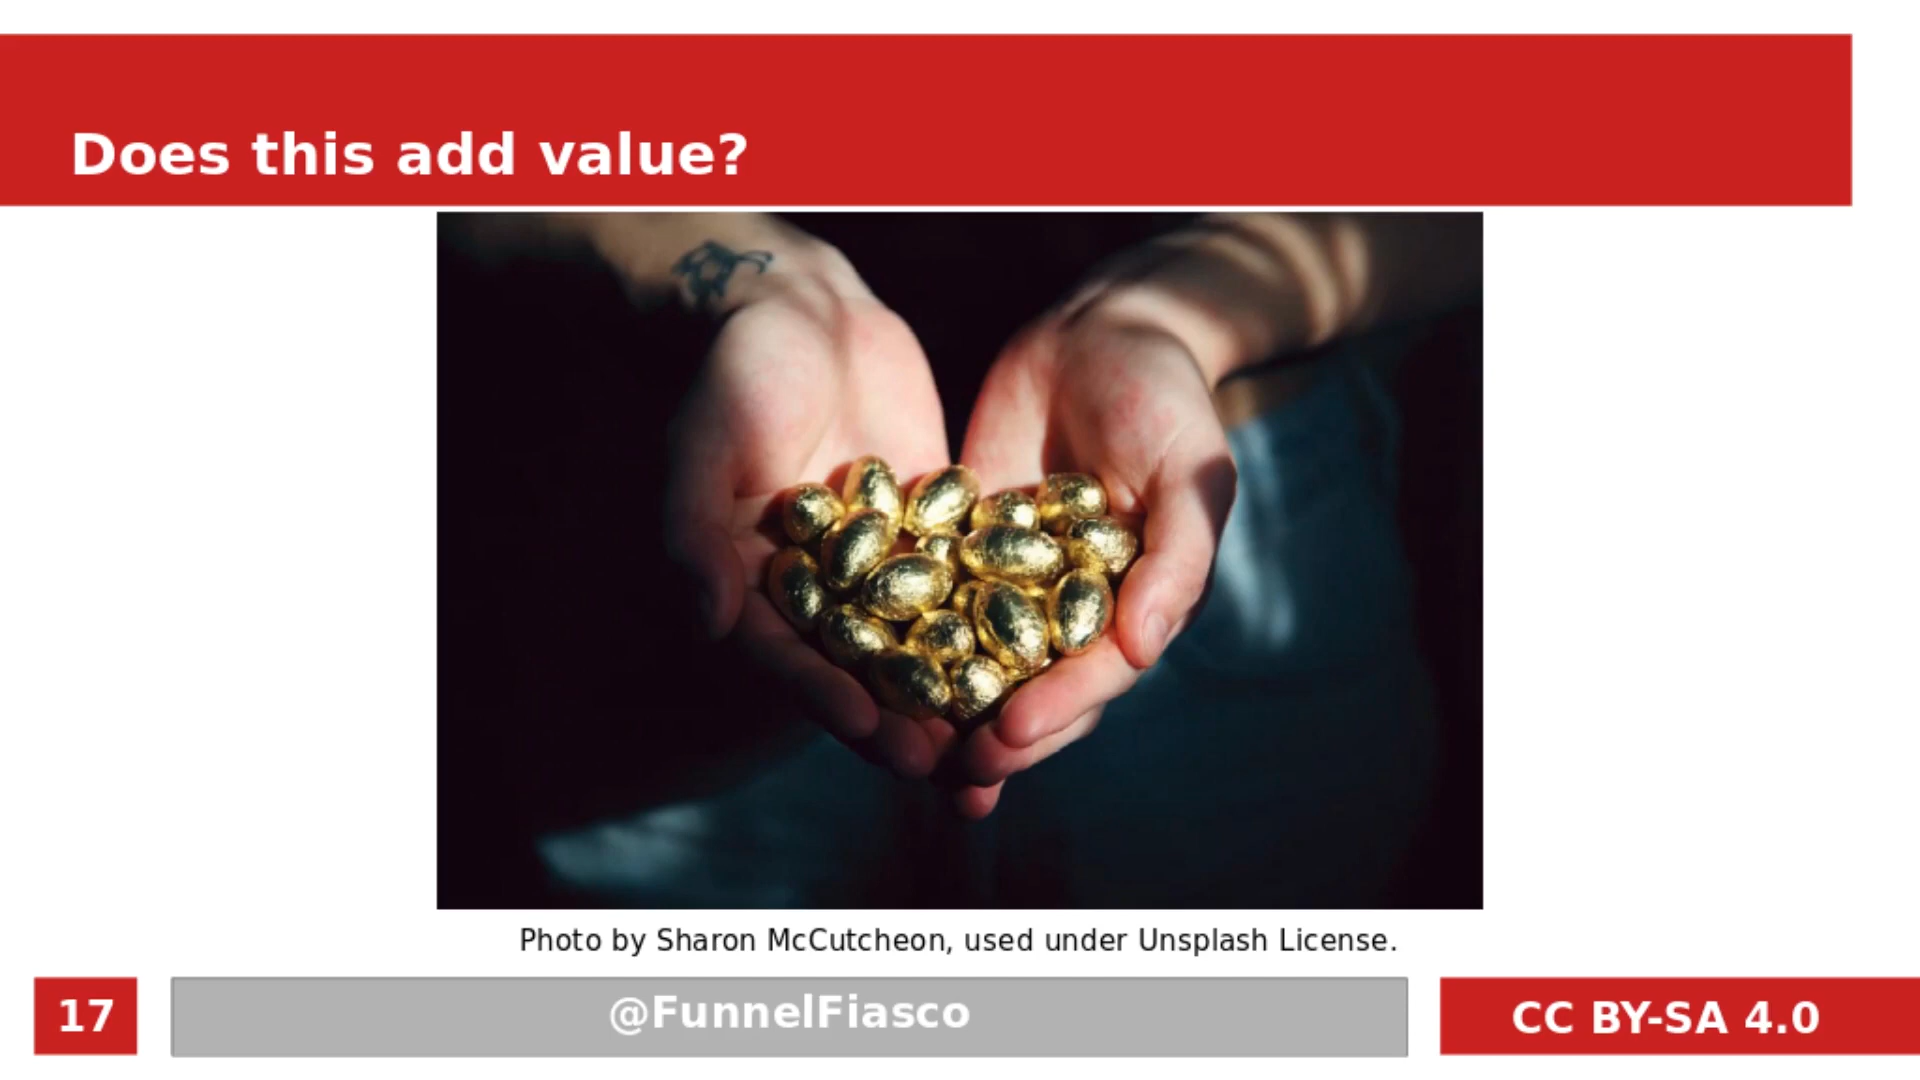 Does this add value?
Photo by Sharon McCutcheon, used under Unsplash License.
17
@FunnelFiasco
CC BY-SA 4.0